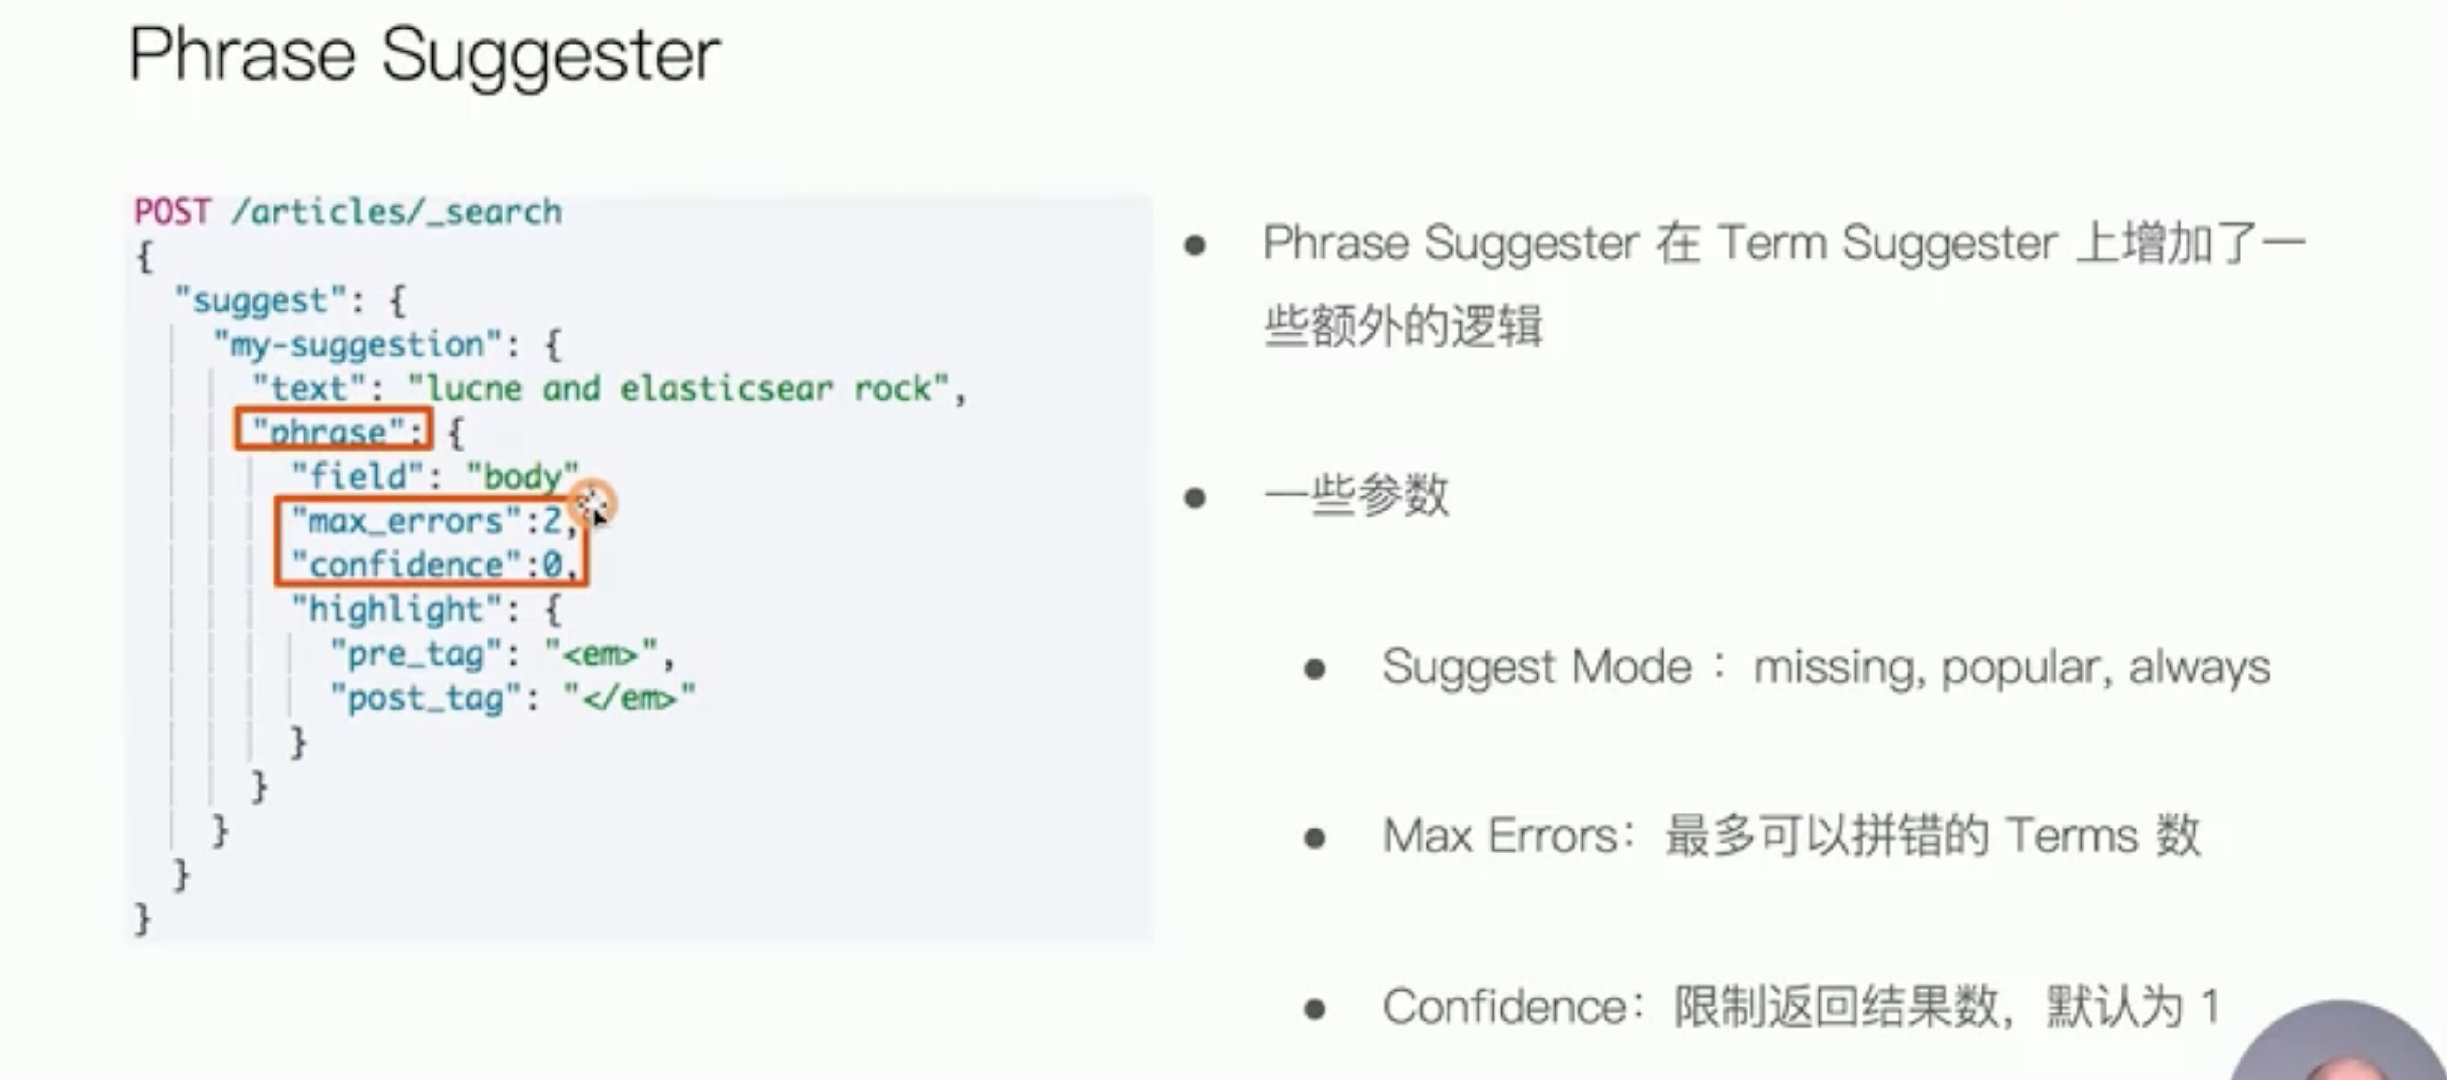 Phrase Suggester
POST /articles/_search
{
"suggest": {
"my-suggestion": {
"text": "lucne and elasticsear rock",
"phrase": {
"field": "body",
"max_errors":2,
"confidence":0,
"highlight": {
"pre_tag": "<em>",
"post_tag": "</em>"
}
}
}
}
}
● Phrase Suggester 在 Term Suggester 上增加了一
些额外的逻辑
● 一些参数
● Suggest Mode ：missing, popular, always
● Max Errors：最多可以拼错的 Terms 数
● Confidence：限制返回结果数，默认为 1